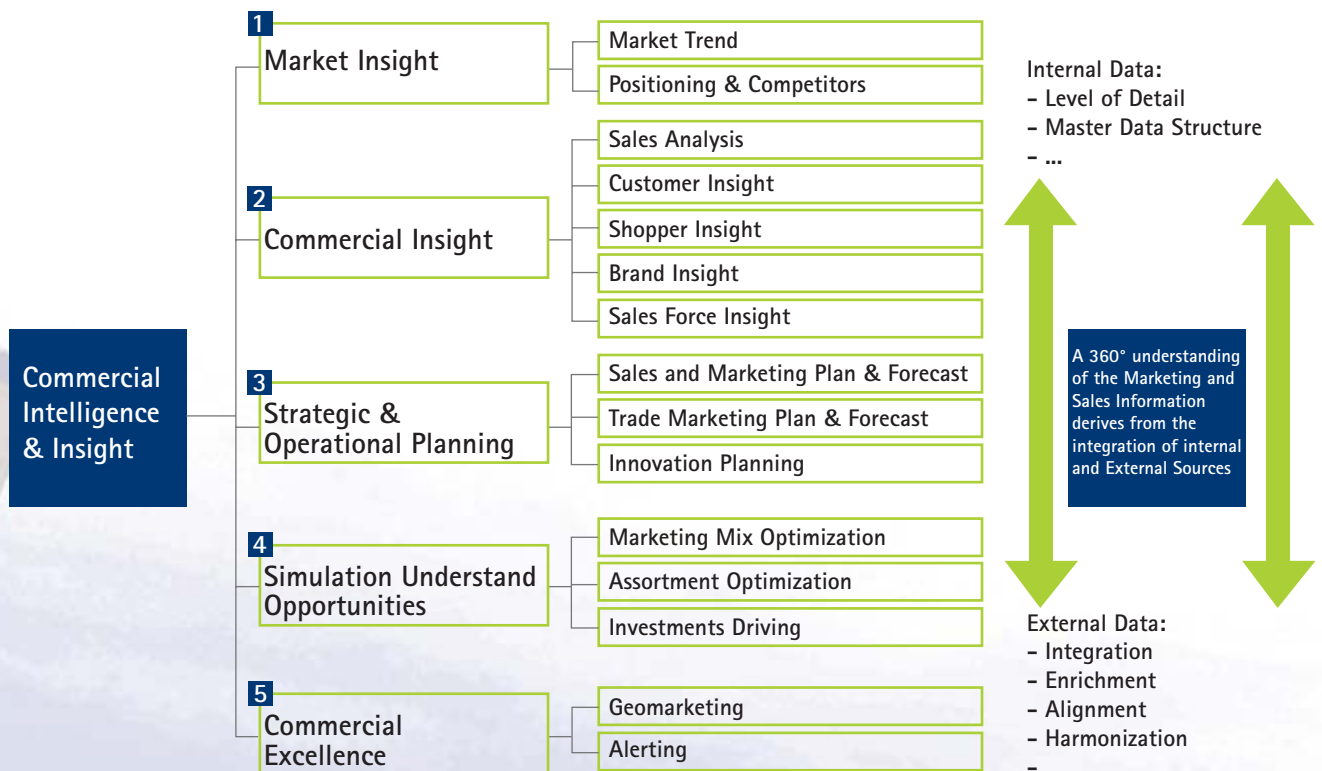 Commercial
Intelligence
& Insight
1
Market Insight
Market Trend
Positioning & Competitors
2
Commercial Insight
Sales Analysis
Customer Insight
Shopper Insight
Brand Insight
Sales Force Insight
3
Strategic &
Operational Planning
Sales and Marketing Plan & Forecast
Trade Marketing Plan & Forecast
Innovation Planning
4
Simulation Understand
Opportunities
Marketing Mix Optimization
Assortment Optimization
Investments Driving
5
Commercial
Excellence
Geomarketing
Alerting
Internal Data:
- Level of Detail
- Master Data Structure
- ...
A 360° understanding
of the Marketing and
Sales Information
derives from the
integration of internal
and External Sources
External Data:
- Integration
- Enrichment
- Alignment
- Harmonization
-